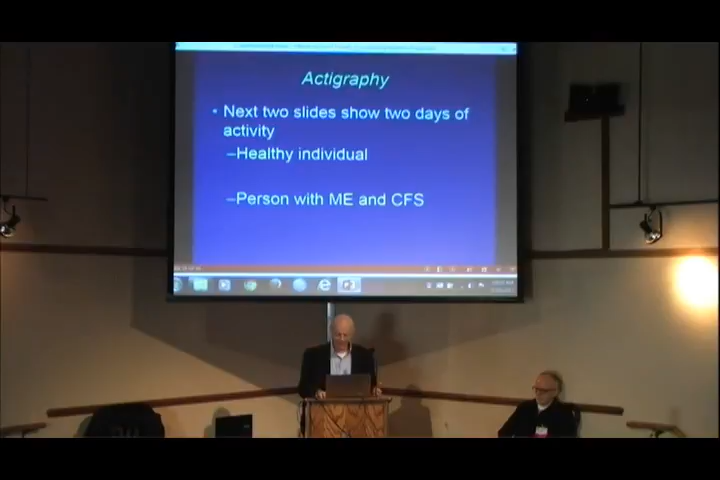 Actigraphy
• Next two slides show two days of
activity
–Healthy individual
–Person with ME and CFS